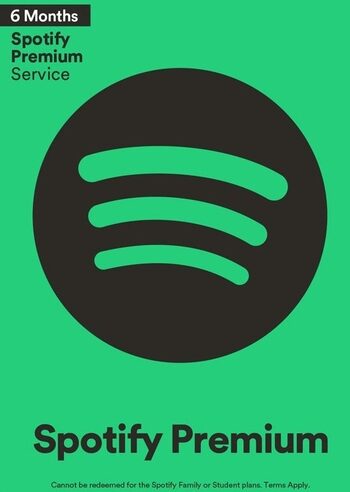 6 Months
Spotify
Premium
Service
Spotify Premium
Cannot be redeemed for the Spotify Family or Student plans. Terms Apply.